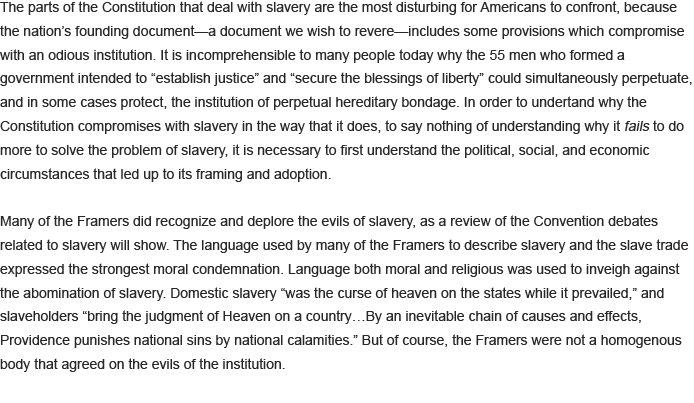 The parts of the Constitution that deal with slavery are the most disturbing for Americans to confront, because
the nation’s founding document—a document we wish to revere—includes some provisions which compromise
with an odious institution. It is incomprehensible to many people today why the 55 men who formed a
government intended to “establish justice” and “secure the blessings of liberty” could simultaneously perpetuate,
and in some cases protect, the institution of perpetual hereditary bondage. In order to undertand why the
Constitution compromises with slavery in the way that it does, to say nothing of understanding why it fails to do
more to solve the problem of slavery, it is necessary to first understand the political, social, and economic
circumstances that led up to its framing and adoption.

Many of the Framers did recognize and deplore the evils of slavery, as a review of the Convention debates
related to slavery will show. The language used by many of the Framers to describe slavery and the slave trade
expressed the strongest moral condemnation. Language both moral and religious was used to inveigh against
the abomination of slavery. Domestic slavery “was the curse of heaven on the states while it prevailed,” and
slaveholders “bring the judgment of Heaven on a country…By an inevitable chain of causes and effects,
Providence punishes national sins by national calamities.” But of course, the Framers were not a homogenous
body that agreed on the evils of the institution.